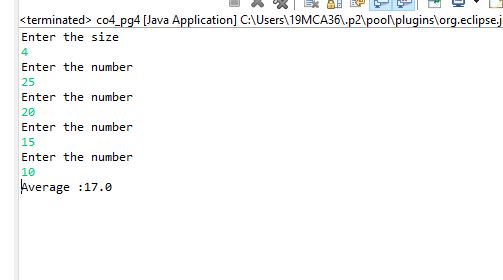 <terminated> co4_pg4 [Java Application] C:\Users\19MCA36\.p2\pool\plugins\org.eclipse.j
Enter the size
4
Enter the number
25
Enter the number
20
Enter the number
15
Enter the number
10
Average :17.0